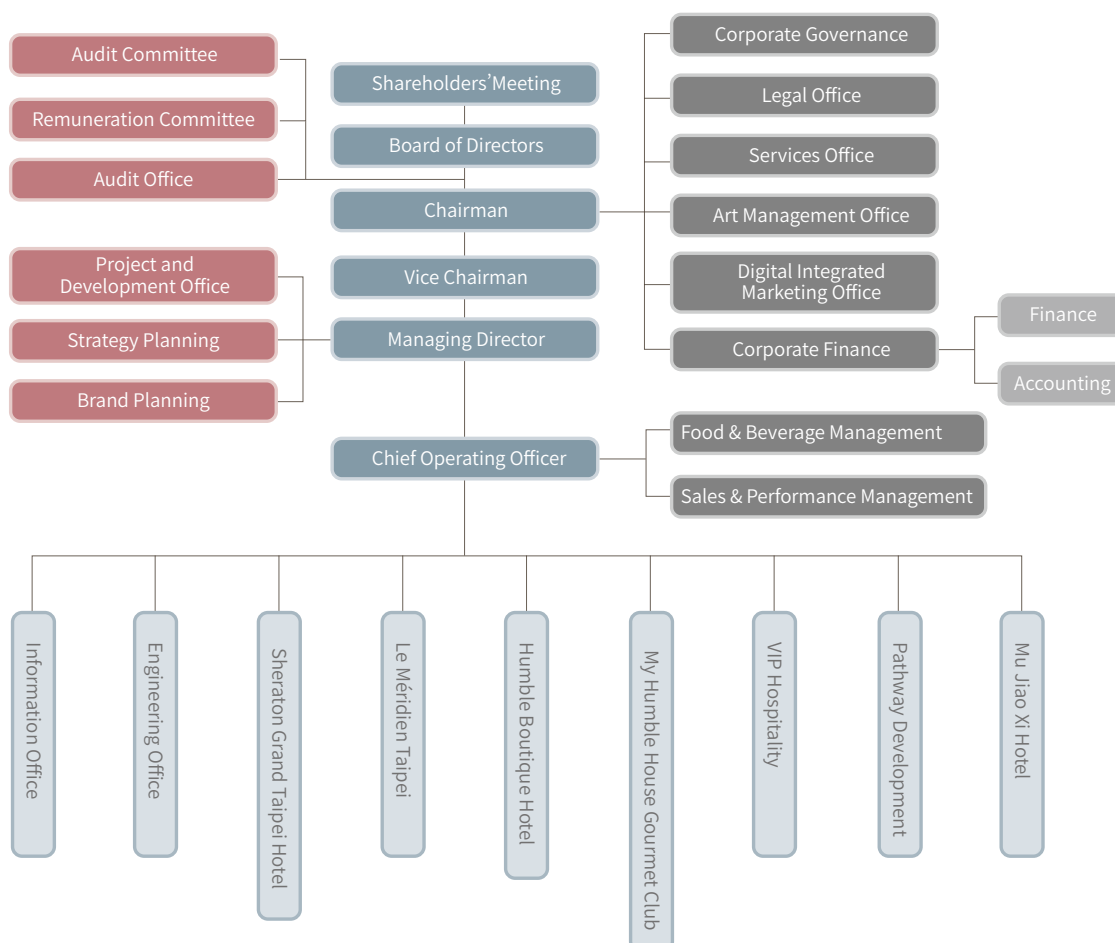 Audit Committee
Remuneration Committee
Audit Office
Shareholders’Meeting
Board of Directors
Chairman
Vice Chairman
Managing Director
Project and
Development Office
Strategy Planning
Brand Planning
Corporate Governance
Legal Office
Services Office
Art Management Office
Digital Integrated
Marketing Office
Corporate Finance
Finance
Accounting
Chief Operating Officer
Food & Beverage Management
Sales & Performance Management
Information Office
Engineering Office
Sheraton Grand Taipei Hotel
Le Méridien Taipei
Humble Boutique Hotel
My Humble House Gourmet Club
VIP Hospitality
Pathway Development
Mu Jiao Xi Hotel